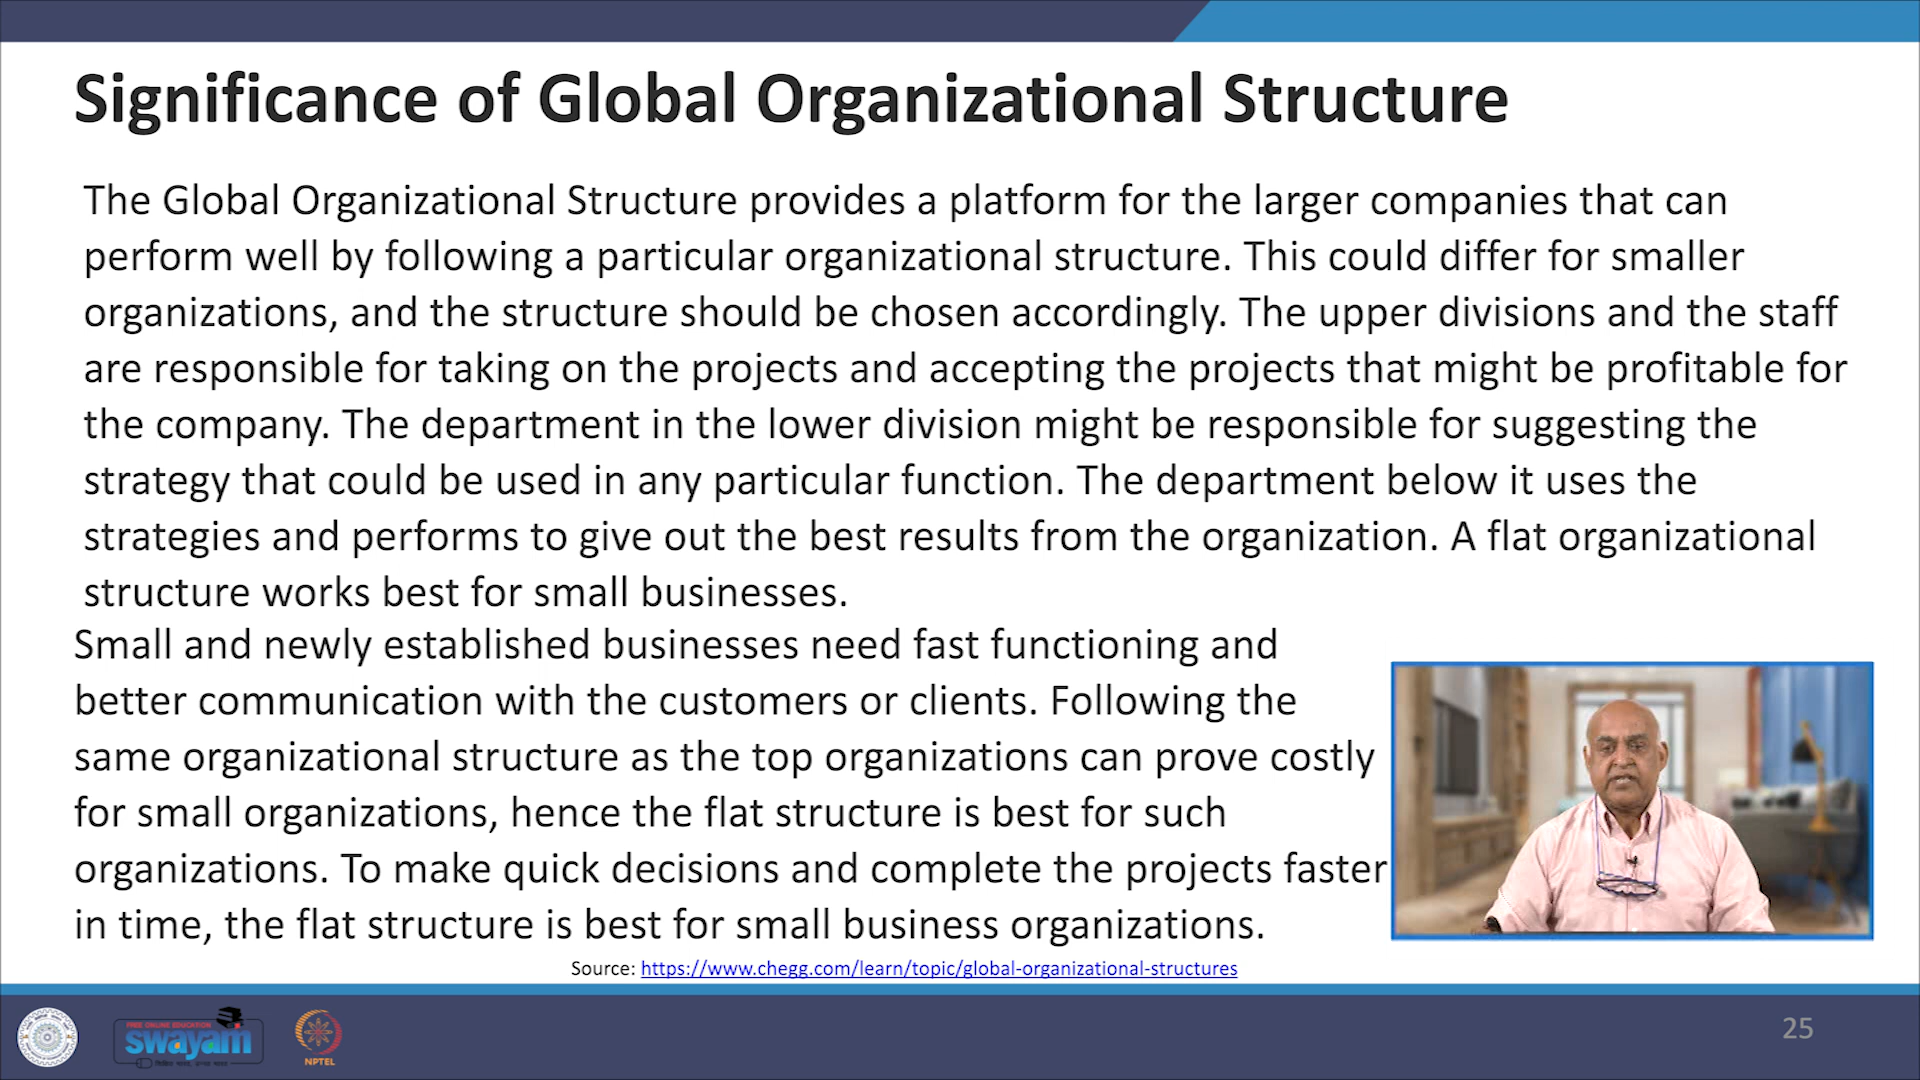 Significance of Global Organizational Structure
The Global Organizational Structure provides a platform for the larger companies that can
perform well by following a particular organizational structure. This could differ for smaller
organizations, and the structure should be chosen accordingly. The upper divisions and the staff
are responsible for taking on the projects and accepting the projects that might be profitable for
the company. The department in the lower division might be responsible for suggesting the
strategy that could be used in any particular function. The department below it uses the
strategies and performs to give out the best results from the organization. A flat organizational
structure works best for small businesses.
Small and newly established businesses need fast functioning and
better communication with the customers or clients. Following the
same organizational structure as the top organizations can prove costly
for small organizations, hence the flat structure is best for such
organizations. To make quick decisions and complete the projects faster
in time, the flat structure is best for small business organizations.
Source: https://www.chegg.com/learn/topic/global-organizational-structures
FREE ONLINE EDUCATION
swayam
NPTEL
25